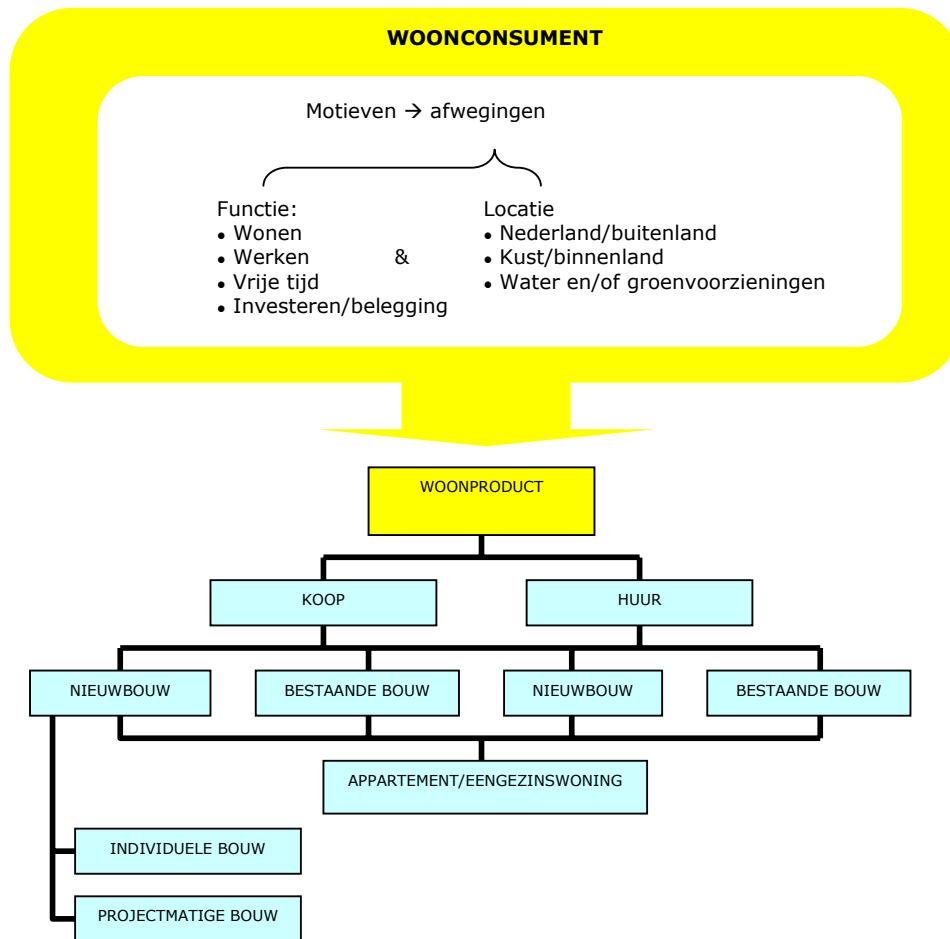 WOONCONSUMENT
Motieven → afwegingen
Functie:
• Wonen
• Werken
• Vrije tijd
• Investeren/belegging
&
Locatie
• Nederland/buitenland
• Kust/binnenland
• Water en/of groenvoorzieningen
WOONPRODUCT
KOOP
HUUR
NIEUWBOUW
BESTAANDE BOUW
NIEUWBOUW
BESTAANDE BOUW
APPARTEMENT/EENGEZINSWONING
INDIVIDUELE BOUW
PROJECTMATIGE BOUW